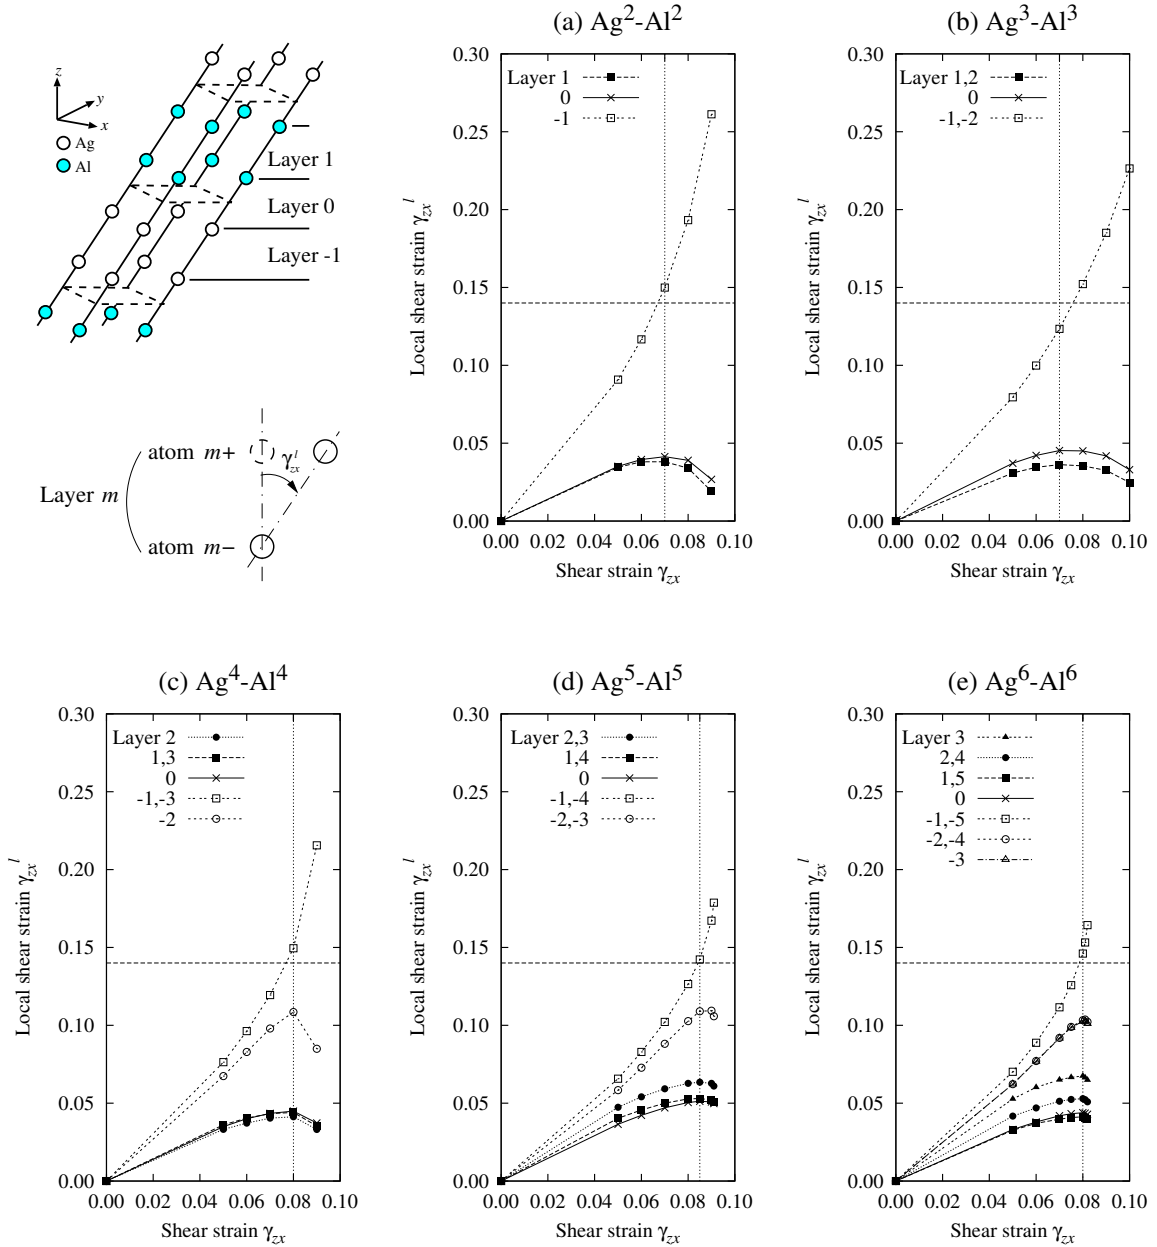 (a) Ag2-Al2
(b) Ag3-Al3
z
y
x
Ag
Al
Layer 1
Layer 0
Layer -1
atom m+
γzx l
Layer m
atom m−
0.30
0.25
0.20
0.15
0.10
0.05
0.00
Local shear strain γzx l
Layer 1
0
-1
0.00 0.02 0.04 0.06 0.08 0.10
Shear strain γzx
0.30
0.25
0.20
0.15
0.10
0.05
0.00
Local shear strain γzx l
Layer 1,2
0
-1,-2
0.00 0.02 0.04 0.06 0.08 0.10
Shear strain γzx
(c) Ag4-Al4
0.30
0.25
0.20
0.15
0.10
0.05
0.00
Local shear strain γzx l
Layer 2
1,3
0
-1,-3
-2
0.00 0.02 0.04 0.06 0.08 0.10
Shear strain γzx
(d) Ag5-Al5
0.30
0.25
0.20
0.15
0.10
0.05
0.00
Local shear strain γzx l
Layer 2,3
1,4
0
-1,-4
-2,-3
0.00 0.02 0.04 0.06 0.08 0.10
Shear strain γzx
(e) Ag6-Al6
0.30
0.25
0.20
0.15
0.10
0.05
0.00
Local shear strain γzx l
Layer 3
2,4
1,5
0
-1,-5
-2,-4
-3
0.00 0.02 0.04 0.06 0.08 0.10
Shear strain γzx